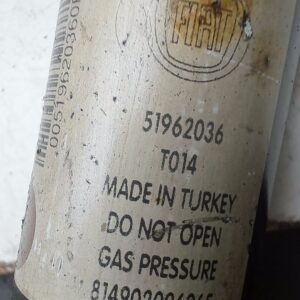 FIAT
51962036
T014
MADE IN TURKEY
DO NOT OPEN
GAS PRESSURE